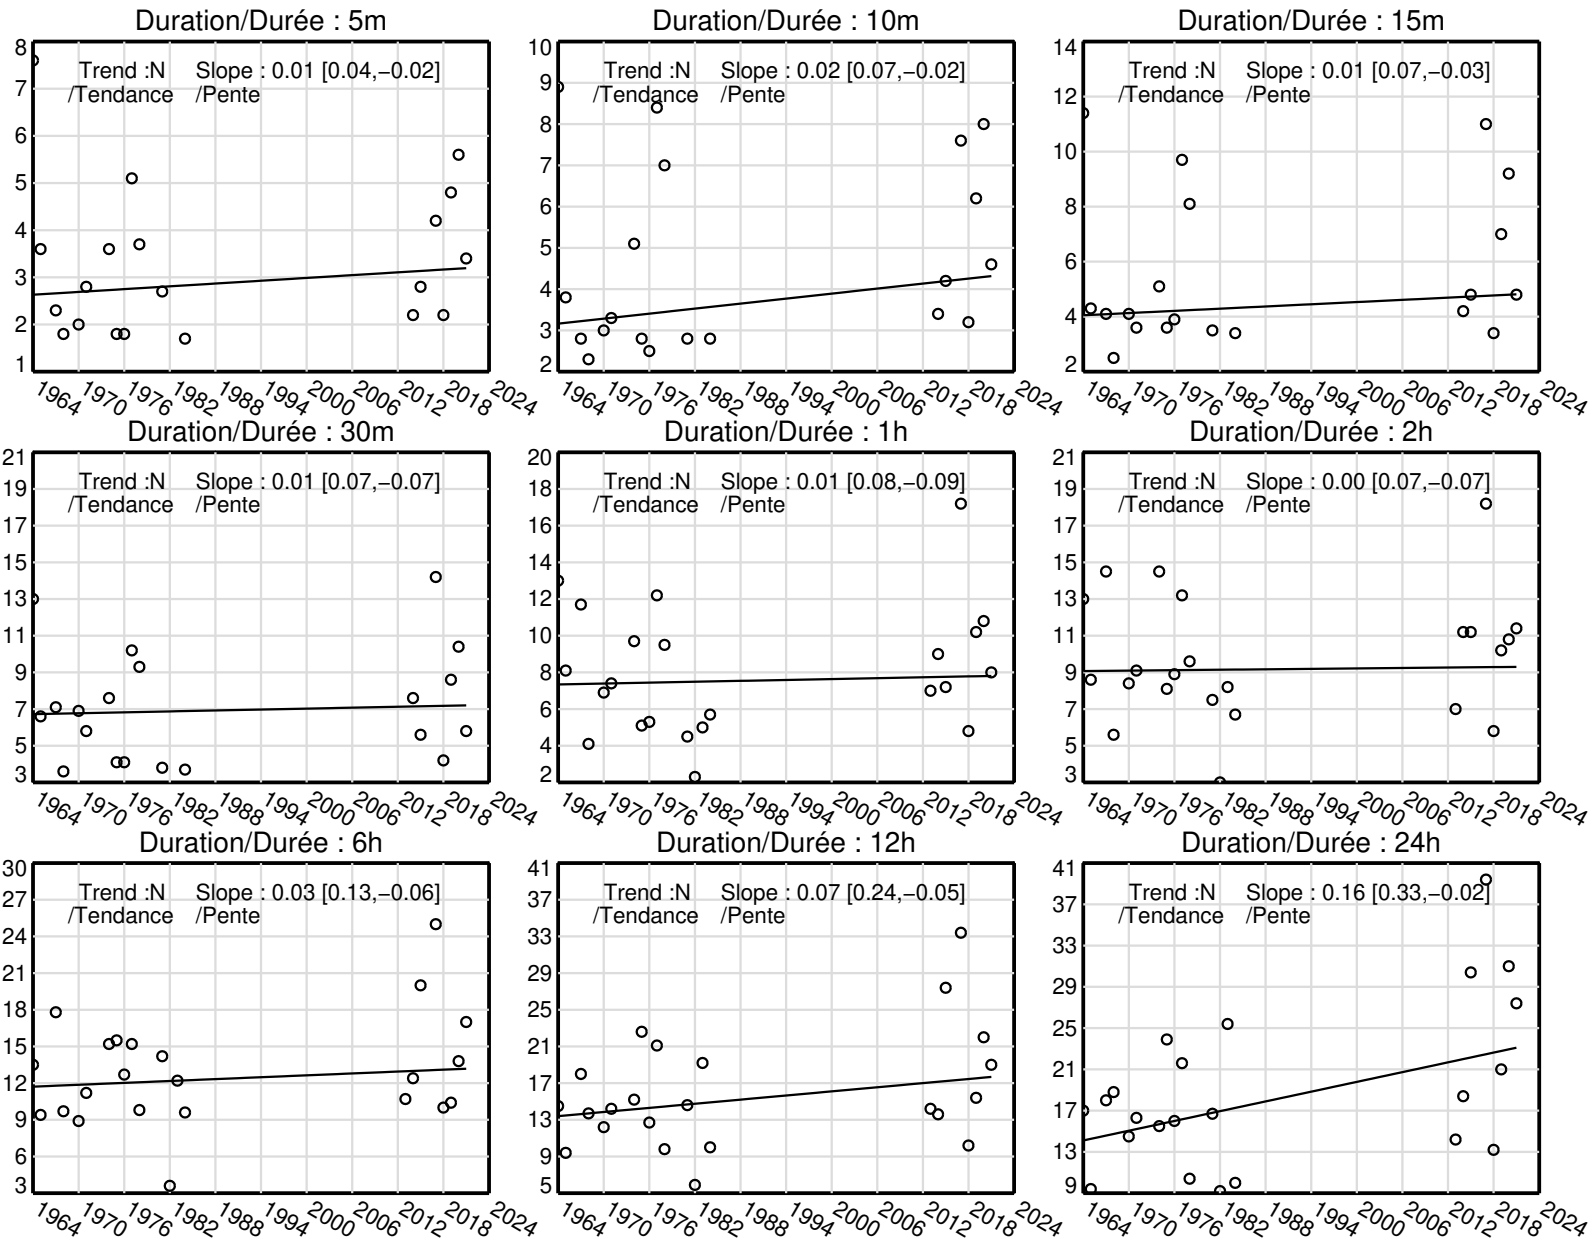 Duration/Durée : 5m
8
7
6
5
4
3
2
1
Trend :N Slope : 0.01 [0.04,−0.02]
/Tendance /Pente
1964 1970 1976 1982 1988 1994 2000 2006 2012 2018 2024
Duration/Durée : 10m
10
9
8
7
6
5
4
3
2
Trend :N Slope : 0.02 [0.07,−0.02]
/Tendance /Pente
1964 1970 1976 1982 1988 1994 2000 2006 2012 2018 2024
Duration/Durée : 15m
14
12
10
8
6
4
2
Trend :N Slope : 0.01 [0.07,−0.03]
/Tendance /Pente
1964 1970 1976 1982 1988 1994 2000 2006 2012 2018 2024
Duration/Durée : 30m
21
19
17
15
13
11
9
7
5
3
Trend :N Slope : 0.01 [0.07,−0.07]
/Tendance /Pente
1964 1970 1976 1982 1988 1994 2000 2006 2012 2018 2024
Duration/Durée : 1h
20
18
16
14
12
10
8
6
4
2
Trend :N Slope : 0.01 [0.08,−0.09]
/Tendance /Pente
1964 1970 1976 1982 1988 1994 2000 2006 2012 2018 2024
Duration/Durée : 2h
21
19
17
15
13
11
9
7
5
3
Trend :N Slope : 0.00 [0.07,−0.07]
/Tendance /Pente
1964 1970 1976 1982 1988 1994 2000 2006 2012 2018 2024
Duration/Durée : 6h
30
27
24
21
18
15
12
9
6
3
Trend :N Slope : 0.03 [0.13,−0.06]
/Tendance /Pente
1964 1970 1976 1982 1988 1994 2000 2006 2012 2018 2024
Duration/Durée : 12h
41
37
33
29
25
21
17
13
9
5
Trend :N Slope : 0.07 [0.24,−0.05]
/Tendance /Pente
1964 1970 1976 1982 1988 1994 2000 2006 2012 2018 2024
Duration/Durée : 24h
41
37
33
29
25
21
17
13
9
Trend :N Slope : 0.16 [0.33,−0.02]
/Tendance /Pente
1964 1970 1976 1982 1988 1994 2000 2006 2012 2018 2024